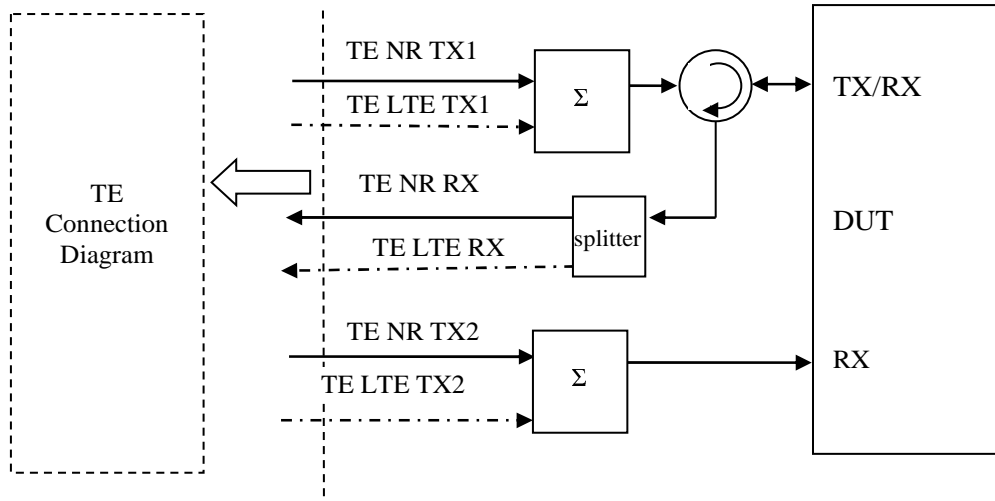 TE
Connection
Diagram
TE NR TX1
TE LTE TX1
Σ
TE NR RX
TE LTE RX
splitter
TE NR TX2
TE LTE TX2
Σ
TX/RX
DUT
RX